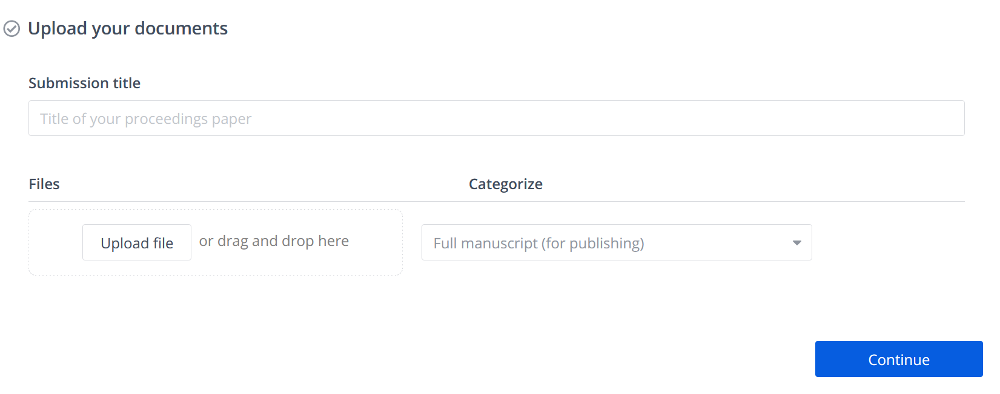 Upload your documents
Submission title
Title of your proceedings paper
Files
Categorize
Upload file
or drag and drop here
Full manuscript (for publishing)
Continue